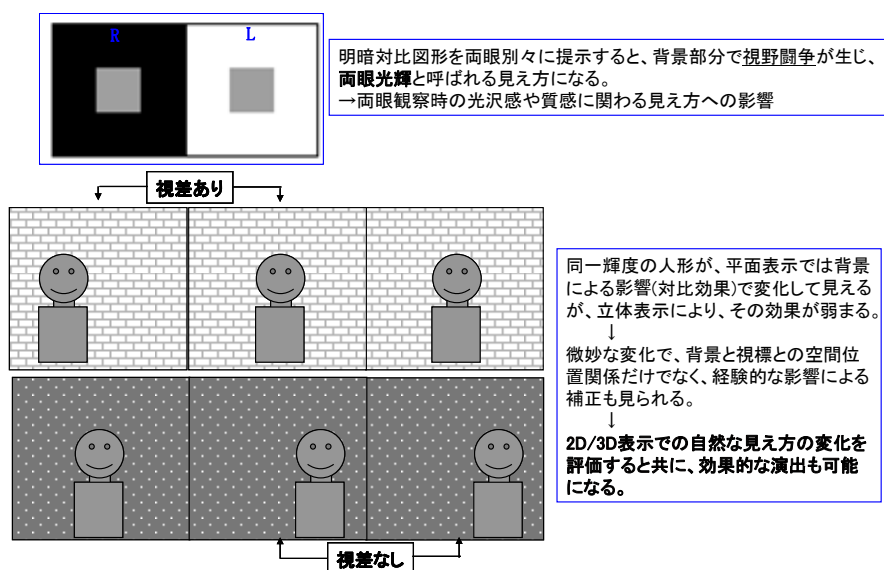 R L
明暗対比図形を両眼別々に提示すると、背景部分で視野闘争が生じ、
両眼光輝と呼ばれる見え方になる。
→両眼観察時の光沢感や質感に関わる見え方への影響
視差あり
同一輝度の人形が、平面表示では背景
による影響(対比効果)で変化して見える
が、立体表示により、その効果が弱まる。
↓
微妙な変化で、背景と視標との空間位
置関係だけでなく、経験的な影響による
補正も見られる。
↓
2D/3D表示での自然な見え方の変化を
評価すると共に、効果的な演出も可能
になる。
視差なし